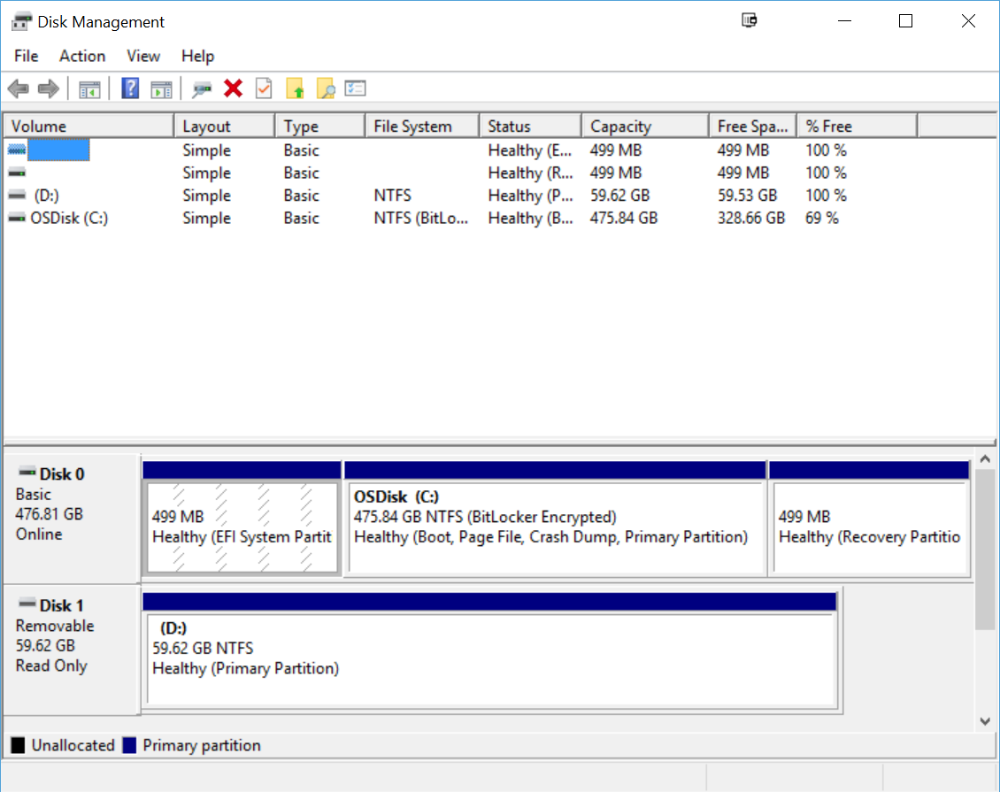 Disk Management
File Action View Help
Volume Layout Type File System Status Capacity Free Spa... % Free
Simple Basic Healthy (E... 499 MB 499 MB 100 %
Simple Basic Healthy (R... 499 MB 499 MB 100 %
(D:) Simple Basic NTFS Healthy (P... 59.62 GB 59.53 GB 100 %
OSDisk (C:) Simple Basic NTFS (BitLo... Healthy (B... 475.84 GB 328.66 GB 69 %
Disk 0
Basic
476.81 GB
Online
499 MB
Healthy (EFI System Partit
OSDisk (C:)
475.84 GB NTFS (BitLocker Encrypted)
Healthy (Boot, Page File, Crash Dump, Primary Partition)
499 MB
Healthy (Recovery Partitio
Disk 1
Removable
59.62 GB
Read Only
(D:)
59.62 GB NTFS
Healthy (Primary Partition)
Unallocated Primary partition